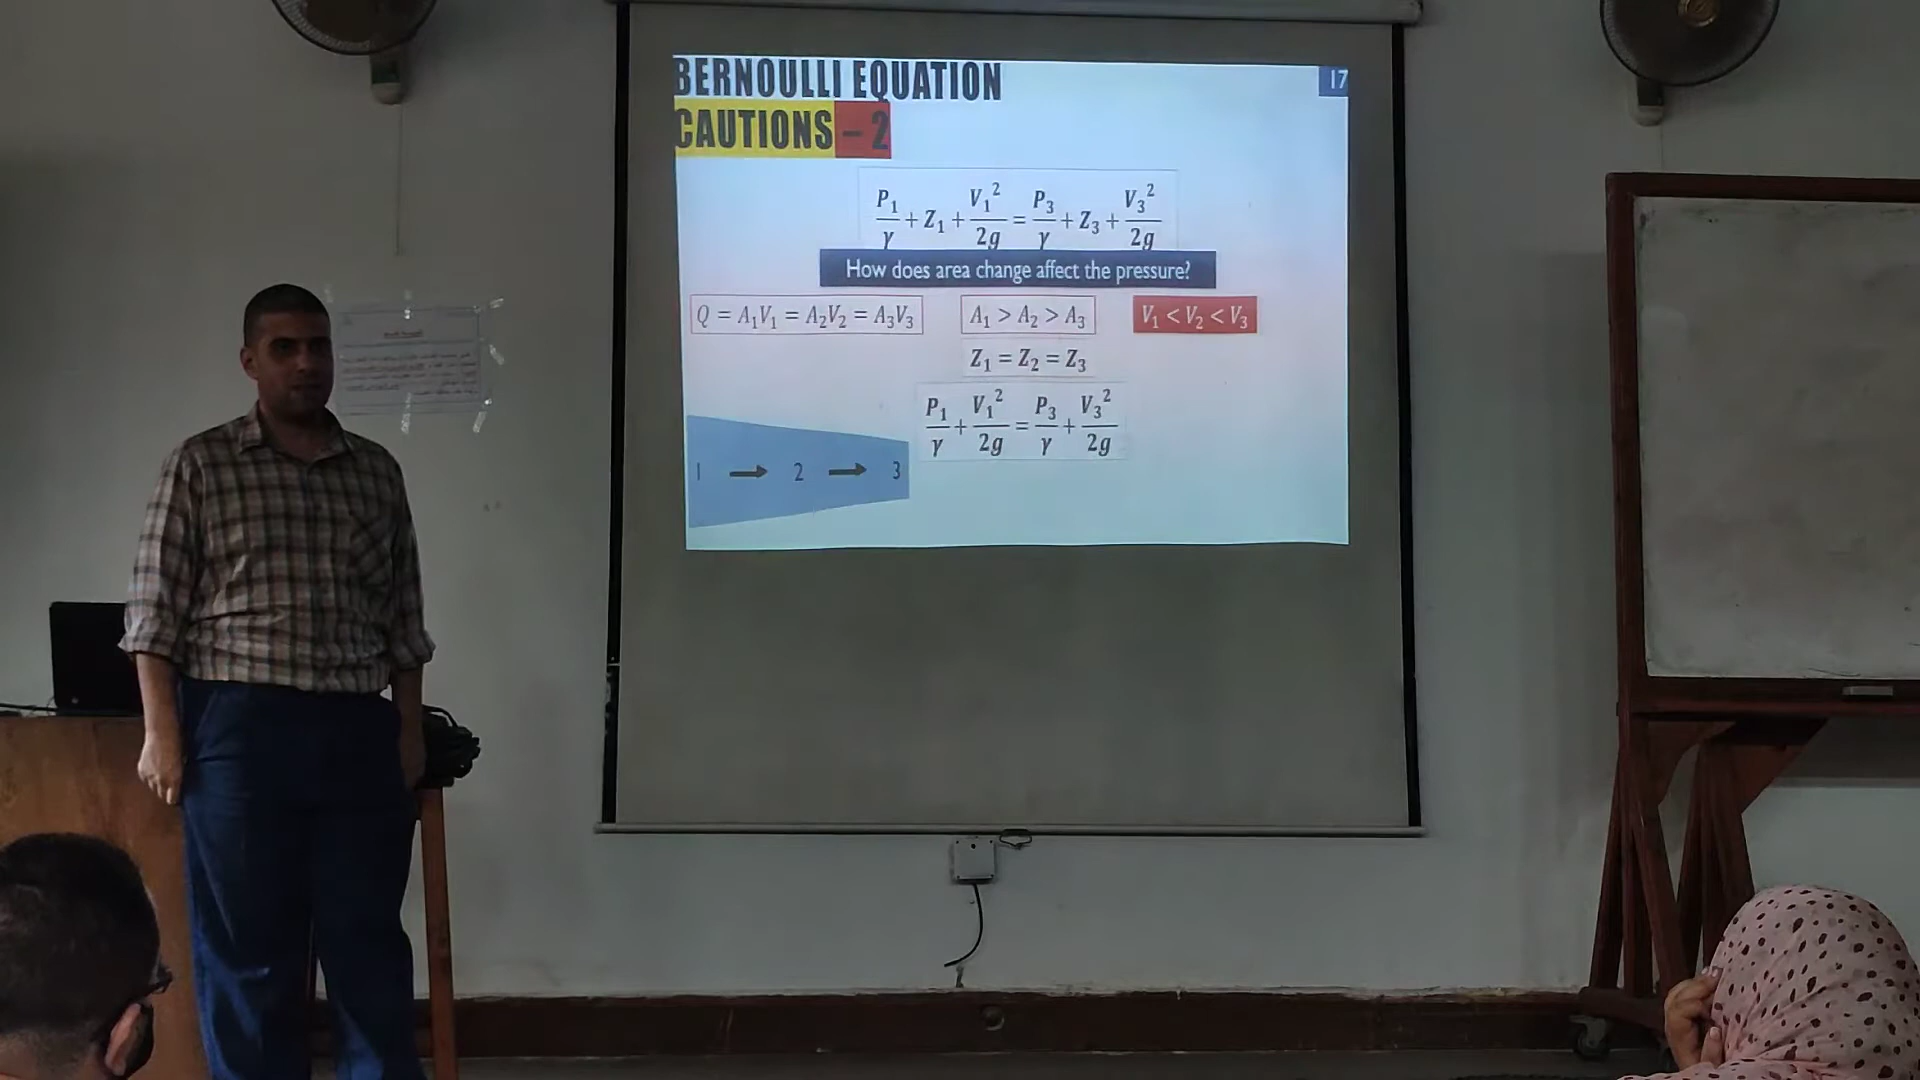 BERNOULLI EQUATION
17
CAUTIONS – 2
P₁/γ + Z₁ + V₁²/2g = P₃/γ + Z₃ + V₃²/2g
How does area change affect the pressure?
Q = A₁V₁ = A₂V₂ = A₃V₃
A₁ > A₂ > A₃
V₁ < V₂ < V₃
Z₁ = Z₂ = Z₃
P₁/γ + V₁²/2g = P₃/γ + V₃²/2g
1 → 2 → 3